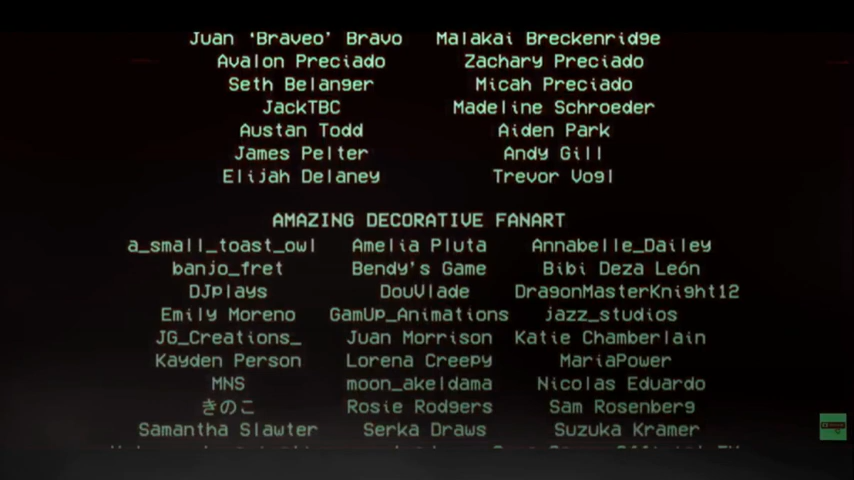 Juan ‘Braveo’ Bravo Malakai Breckenridge
Avalon Preciado Zachary Preciado
Seth Belanger Micah Preciado
JackTBC Madeline Schroeder
Austan Todd Aiden Park
James Pelter Andy Gill
Elijah Delaney Trevor Vogl
AMAZING DECORATIVE FANART
a_small_toast_owl Amelia Pluta Annabelle_Dailey
banjo_fret Bendy's Game Bibi Deza León
DJplays DouVlade DragonMasterKnight12
Emily Moreno GamUp_Animations jazz_studios
JG_Creations_ Juan Morrison Katie Chamberlain
Kayden Person Lorena Creepy MariaPower
MNS moon_akeldama Nicolas Eduardo
きのこ Rosie Rodgers Sam Rosenberg
Samantha Slawter Serka Draws Suzuka Kramer